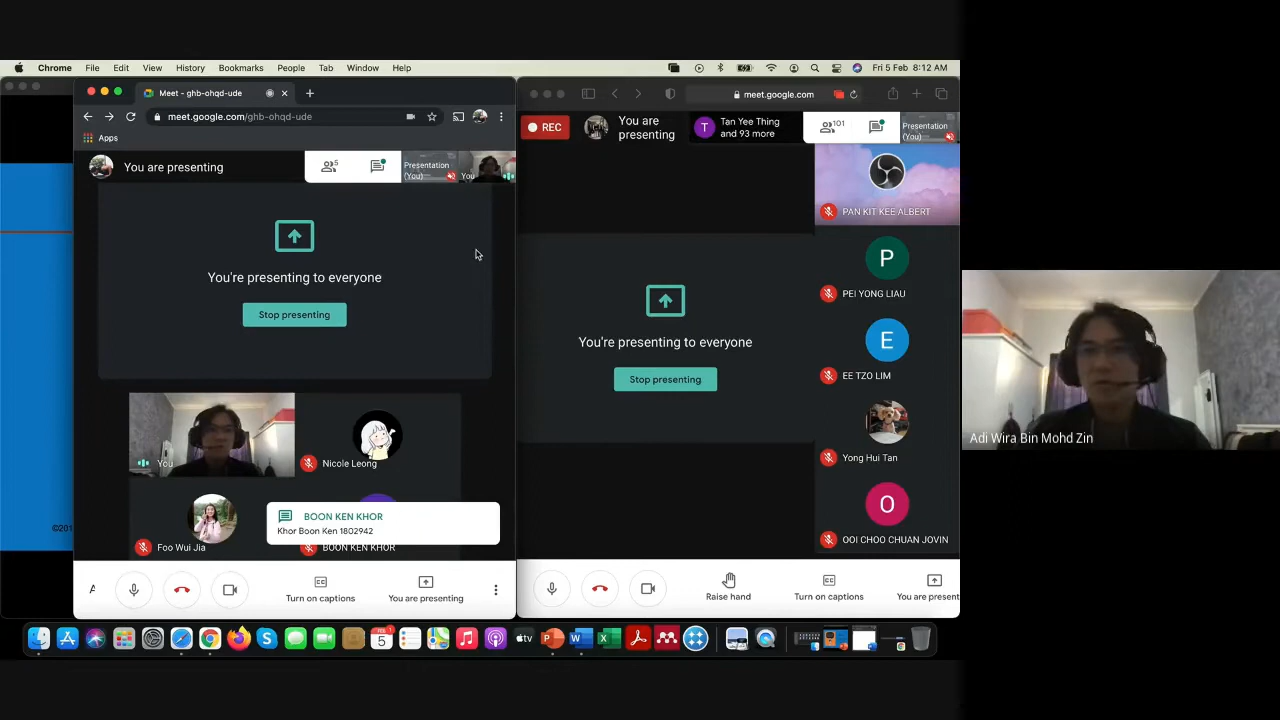 Chrome File Edit View History Bookmarks People Tab Window Help
Fri 5 Feb 8:12 AM
Meet - ghb-ohqd-ude
meet.google.com/ghb-ohqd-ude
Apps
You are presenting
5
Presentation
(You)
You
You're presenting to everyone
Stop presenting
You
Nicole Leong
Foo Wui Jia
BOON KEN KHOR
BOON KEN KHOR
Khor Boon Ken 1802942
A
Turn on captions
You are presenting
meet.google.com
REC
You are
presenting
T
Tan Yee Thing
and 93 more
101
Presentation
(You)
PAN KIT KEE ALBERT
P
PEI YONG LIAU
E
EE TZO LIM
Yong Hui Tan
O
OOI CHOO CHUAN JOVIN
You're presenting to everyone
Stop presenting
Raise hand
Turn on captions
You are present
©201
FEB
5
tv
Adi Wira Bin Mohd Zin